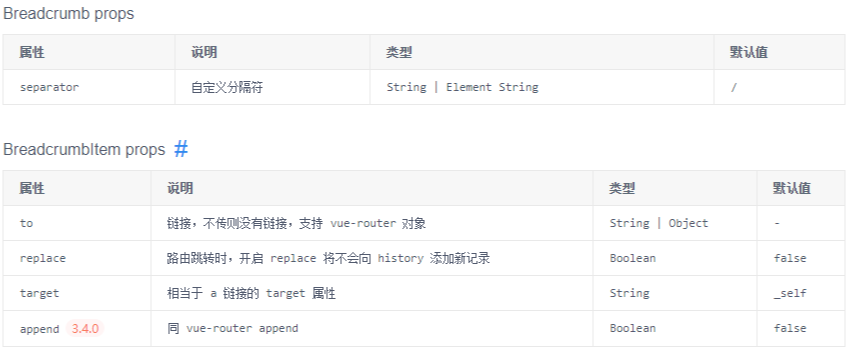 Breadcrumb props
属性 说明 类型 默认值
separator 自定义分隔符 String | Element String /
BreadcrumbItem props #
属性 说明 类型 默认值
to 链接，不传则没有链接，支持 vue-router 对象 String | Object -
replace 路由跳转时，开启 replace 将不会向 history 添加新记录 Boolean false
target 相当于 a 链接的 target 属性 String _self
append 3.4.0 同 vue-router append Boolean false